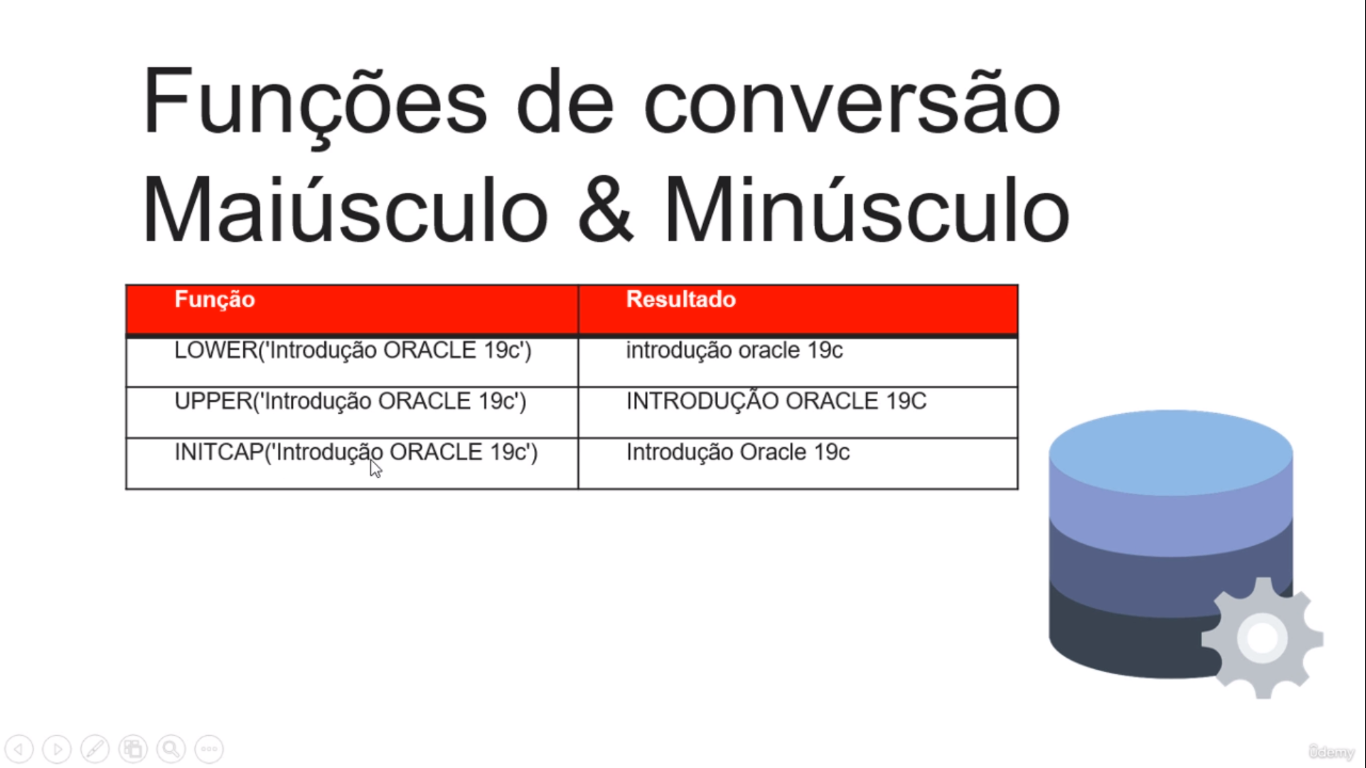 Funções de conversão
Maiúsculo & Minúsculo
Função Resultado
LOWER('Introdução ORACLE 19c') introdução oracle 19c
UPPER('Introdução ORACLE 19c') INTRODUÇÃO ORACLE 19C
INITCAP('Introdução ORACLE 19c') Introdução Oracle 19c
ûdemy